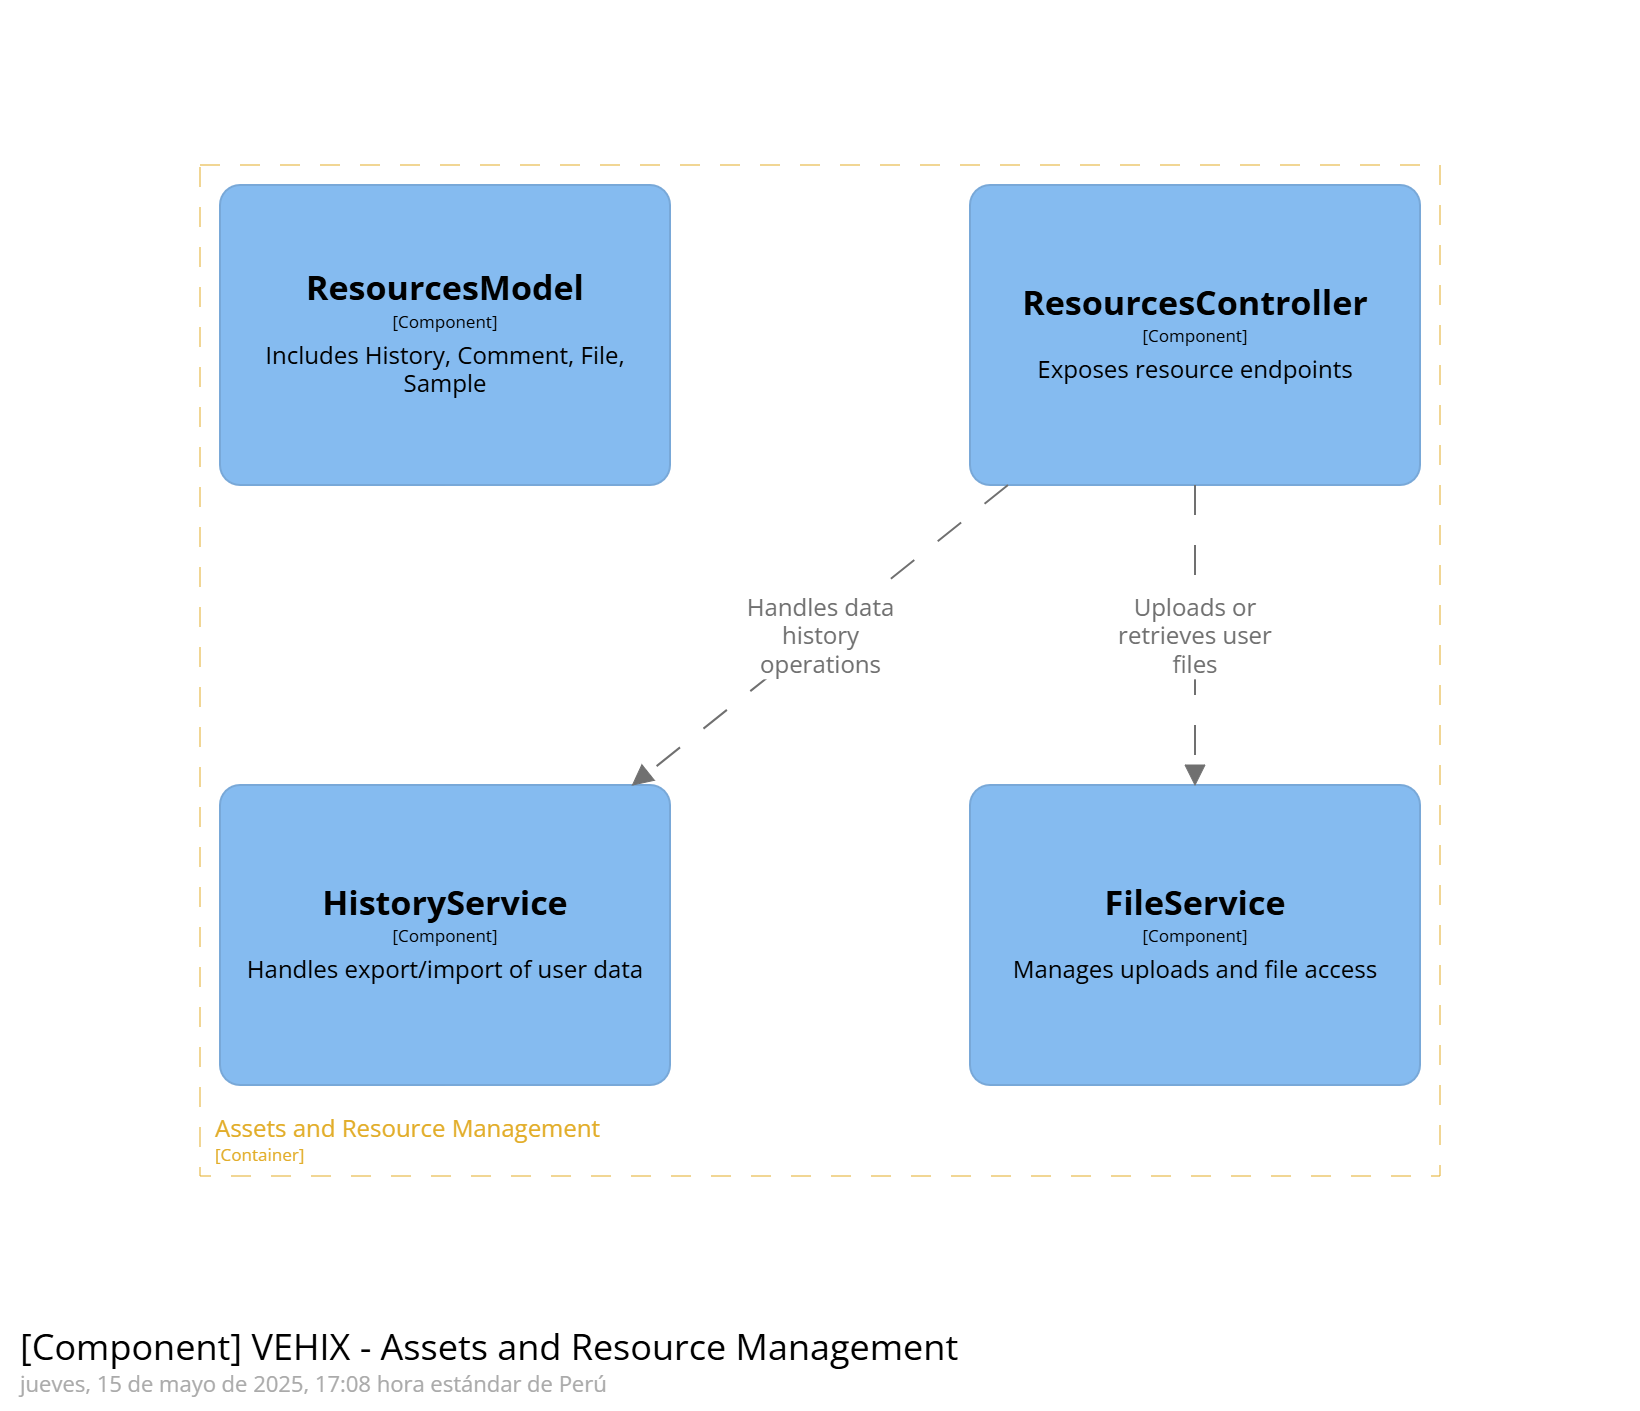 ResourcesModel
[Component]
Includes History, Comment, File,
Sample
ResourcesController
[Component]
Exposes resource endpoints
Handles data
history
operations
Uploads or
retrieves user
files
HistoryService
[Component]
Handles export/import of user data
FileService
[Component]
Manages uploads and file access
Assets and Resource Management
[Container]
[Component] VEHIX - Assets and Resource Management
jueves, 15 de mayo de 2025, 17:08 hora estándar de Perú